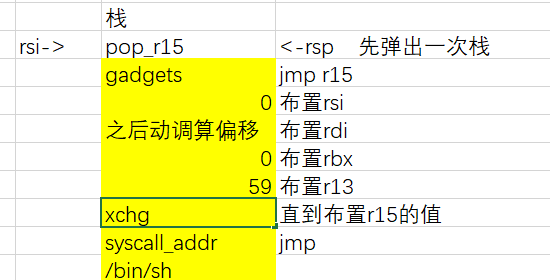 栈
rsi-> pop_r15 <-rsp 先弹出一次栈
gadgets jmp r15
0 布置rsi
之后动调算偏移 布置rdi
0 布置rbx
59 布置r13
xchg 直到布置r15的值
syscall_addr jmp
/bin/sh